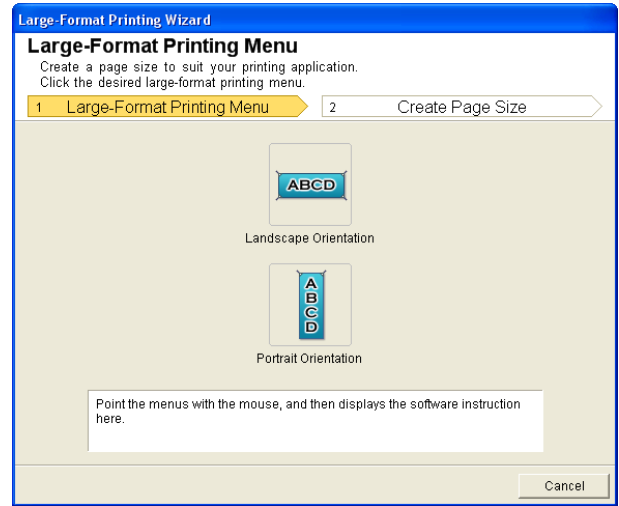 Large-Format Printing Wizard
Large-Format Printing Menu
Create a page size to suit your printing application.
Click the desired large-format printing menu.
1 Large-Format Printing Menu 2 Create Page Size
ABCD
Landscape Orientation
A
B
C
D
Portrait Orientation
Point the menus with the mouse, and then displays the software instruction
here.
Cancel